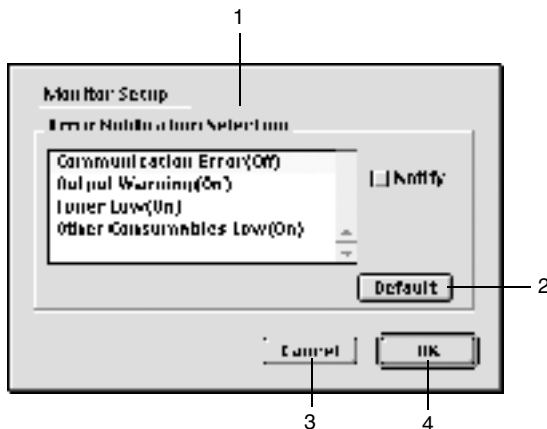 1
Monitor Setup
Error Notification Selection
Communication Error(Off)
Output Warning(On)
Toner Low(On)
Other Consumables Low(On)
Notify
Default
2
Cancel
OK
3
4